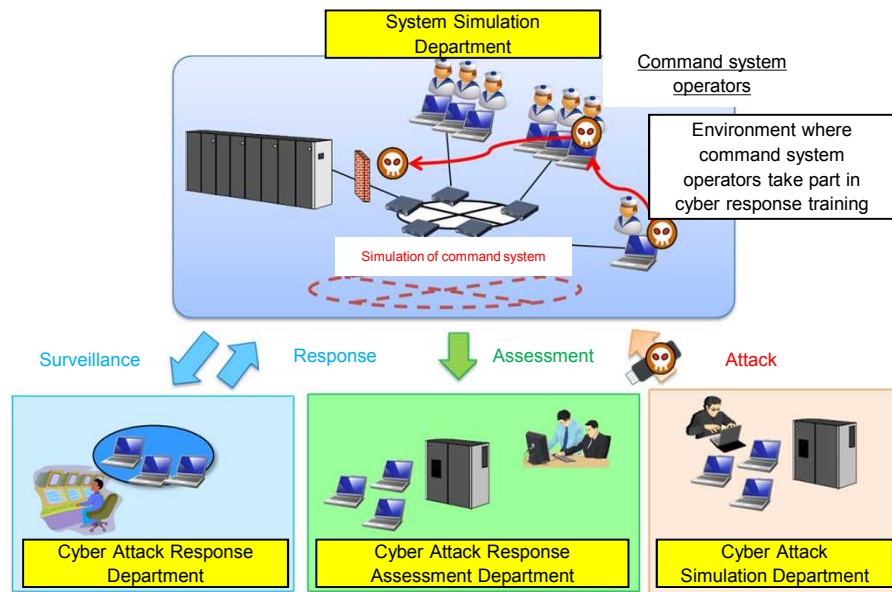 System Simulation
Department
Command system
operators
Environment where
command system
operators take part in
cyber response training
Simulation of command system
Surveillance
Response
Assessment
Attack
Cyber Attack Response
Department
Cyber Attack Response
Assessment Department
Cyber Attack
Simulation Department